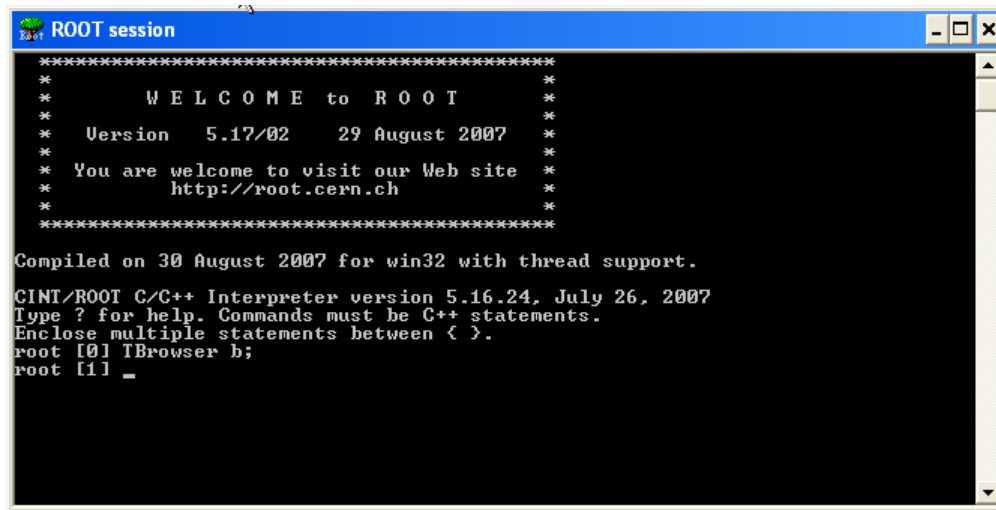 ROOT session
*******************************************
*                                         *
*        W E L C O M E  to  R O O T       *
*                                         *
*   Version   5.17/02    29 August 2007   *
*                                         *
*  You are welcome to visit our Web site  *
*          http://root.cern.ch            *
*                                         *
*******************************************
Compiled on 30 August 2007 for win32 with thread support.
CINT/ROOT C/C++ Interpreter version 5.16.24, July 26, 2007
Type ? for help. Commands must be C++ statements.
Enclose multiple statements between { }.
root [0] TBrowser b;
root [1] _